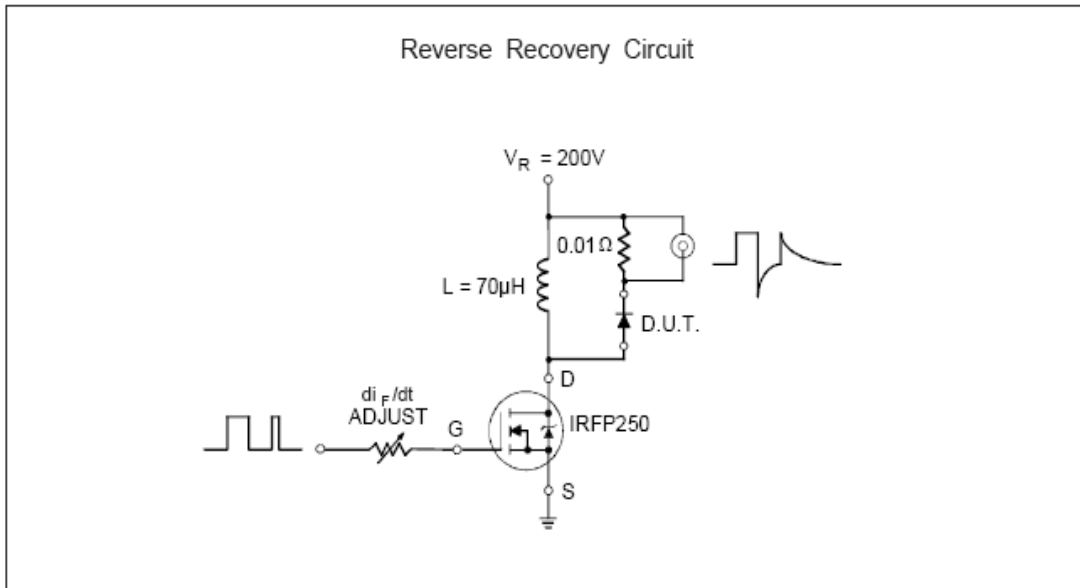 Reverse Recovery Circuit
VR = 200V
0.01Ω
L = 70µH
D.U.T.
D
diF/dt
ADJUST
G
IRFP250
S